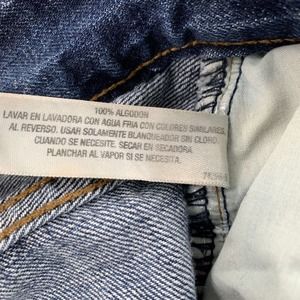 100% ALGODON
LAVAR EN LAVADORA CON AGUA FRIA CON COLORES SIMILARES
AL REVERSO. USAR SOLAMENTE BLANQUEADOR SIN CLORO.
CUANDO SE NECESITE. SECAR EN SECADORA.
PLANCHAR AL VAPOR SI SE NECESITA.